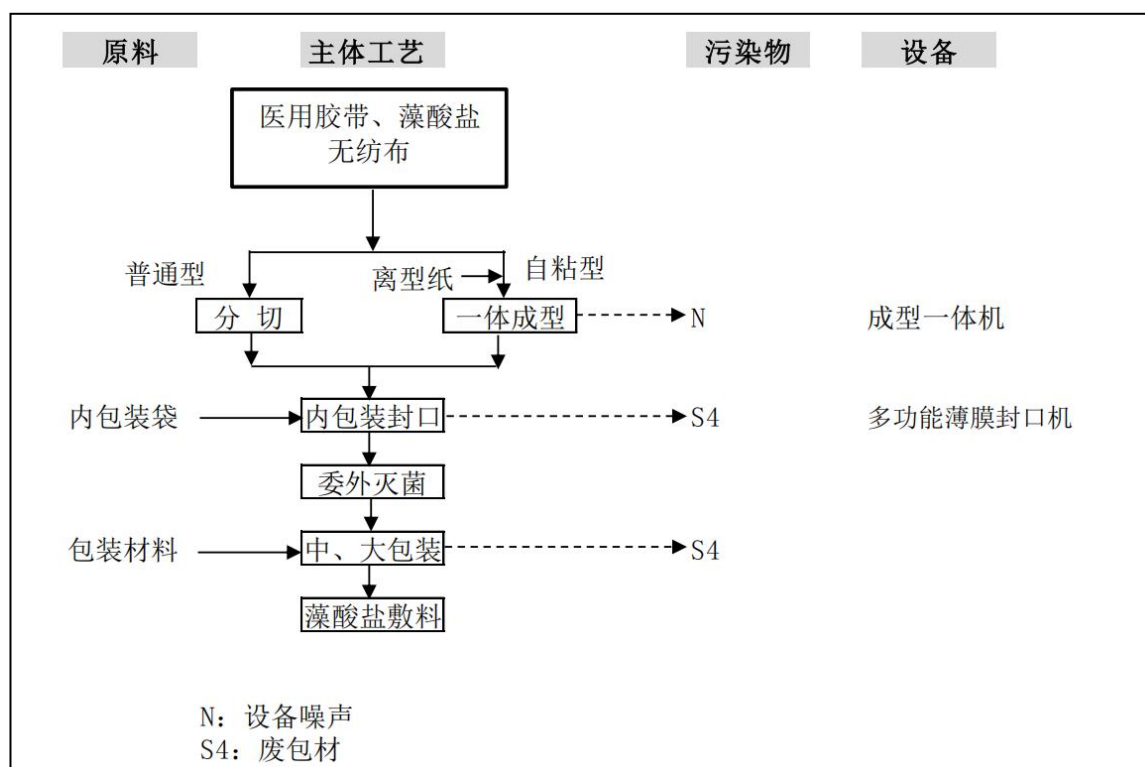 原料 主体工艺 污染物 设备
医用胶带、藻酸盐
无纺布
普通型 离型纸 自粘型
分 切 一体成型 N 成型一体机
内包装袋 内包装封口 S4 多功能薄膜封口机
委外灭菌
包装材料 中、大包装 S4
藻酸盐敷料
N: 设备噪声
S4: 废包材